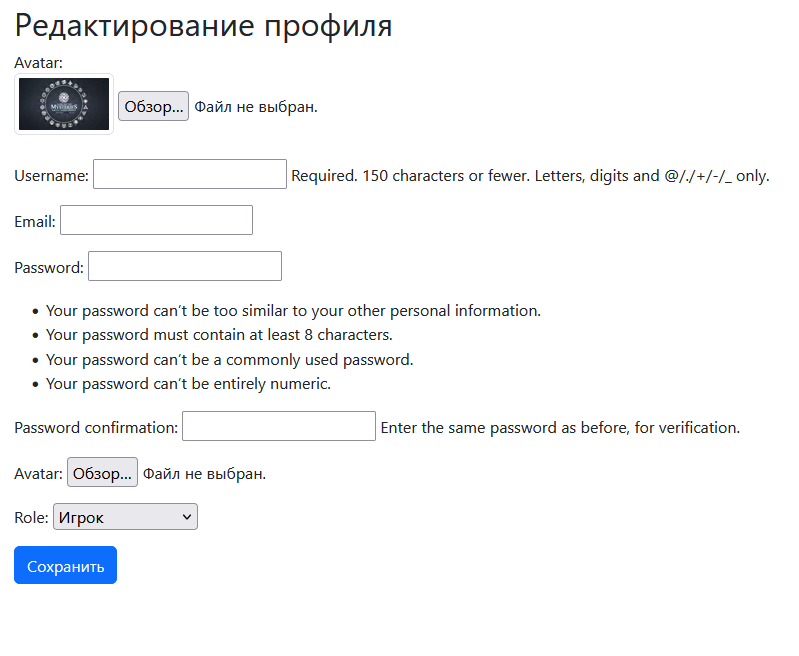 Редактирование профиля
Avatar:
Обзор... Файл не выбран.
Username: Required. 150 characters or fewer. Letters, digits and @/./+/-/_ only.
Email:
Password:
• Your password can't be too similar to your other personal information.
• Your password must contain at least 8 characters.
• Your password can't be a commonly used password.
• Your password can't be entirely numeric.
Password confirmation: Enter the same password as before, for verification.
Avatar: Обзор... Файл не выбран.
Role: Игрок
Сохранить